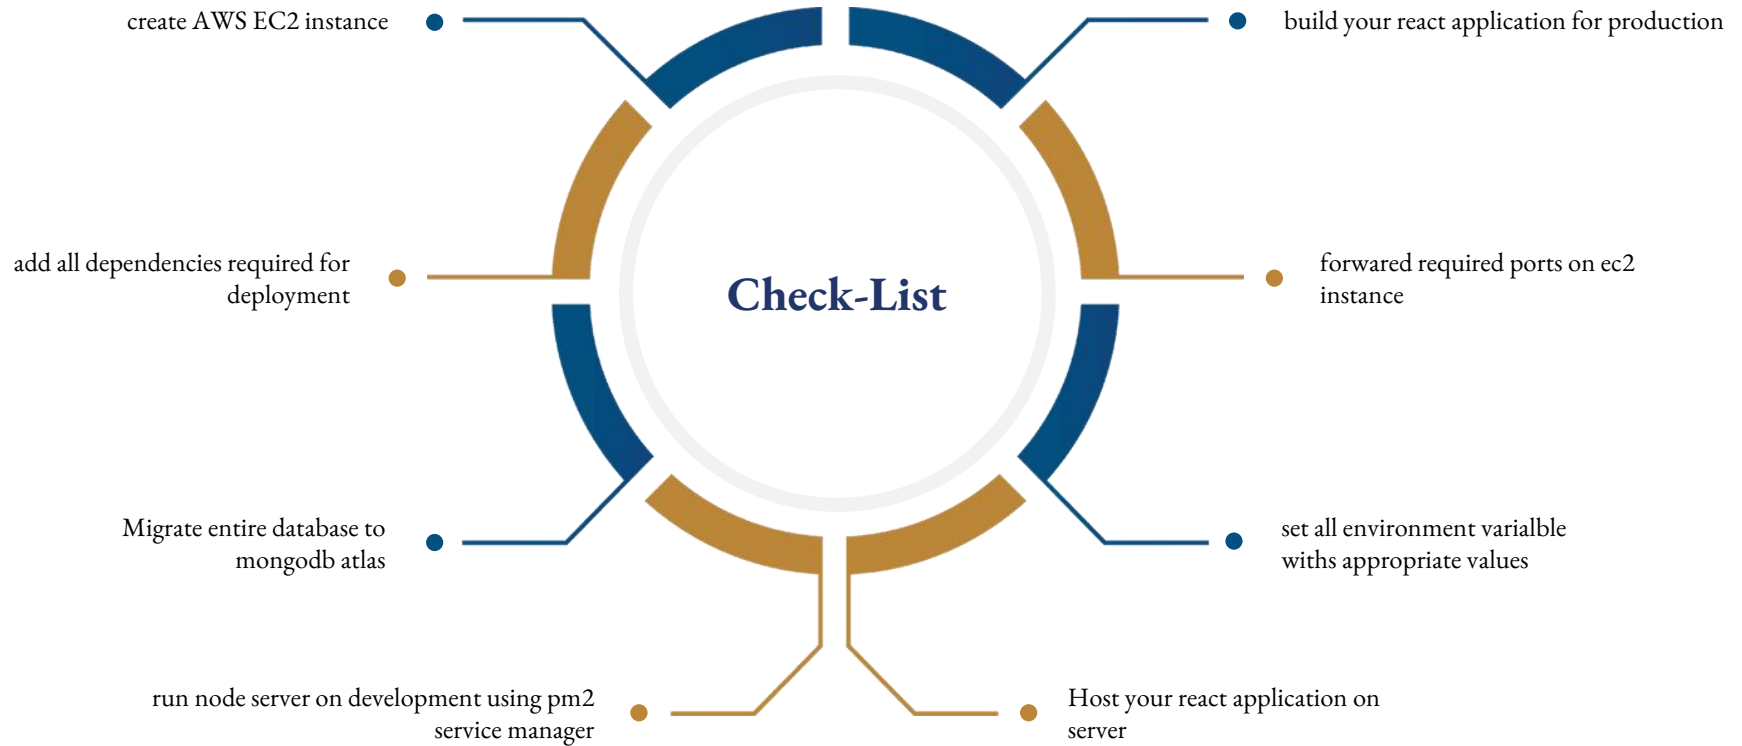 create AWS EC2 instance
build your react application for production
add all dependencies required for
deployment
forwared required ports on ec2
instance
Check-List
Migrate entire database to
mongodb atlas
set all environment varialble
withs appropriate values
run node server on development using pm2
service manager
Host your react application on
server